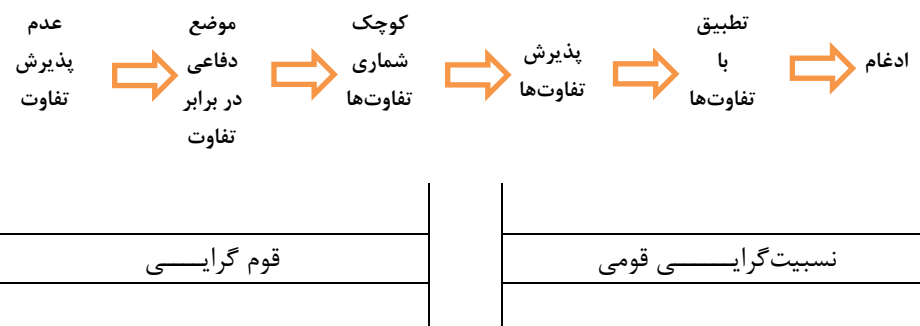 عدم
پذیرش
تفاوت
موضع
دفاعی
در برابر
تفاوت
کوچک
شماری
تفاوت‌ها
پذیرش
تفاوت‌ها
تطبیق
با
تفاوت‌ها
ادغام
قوم گرایـــــی
نسبیت‌گرایـــــــــی قومی